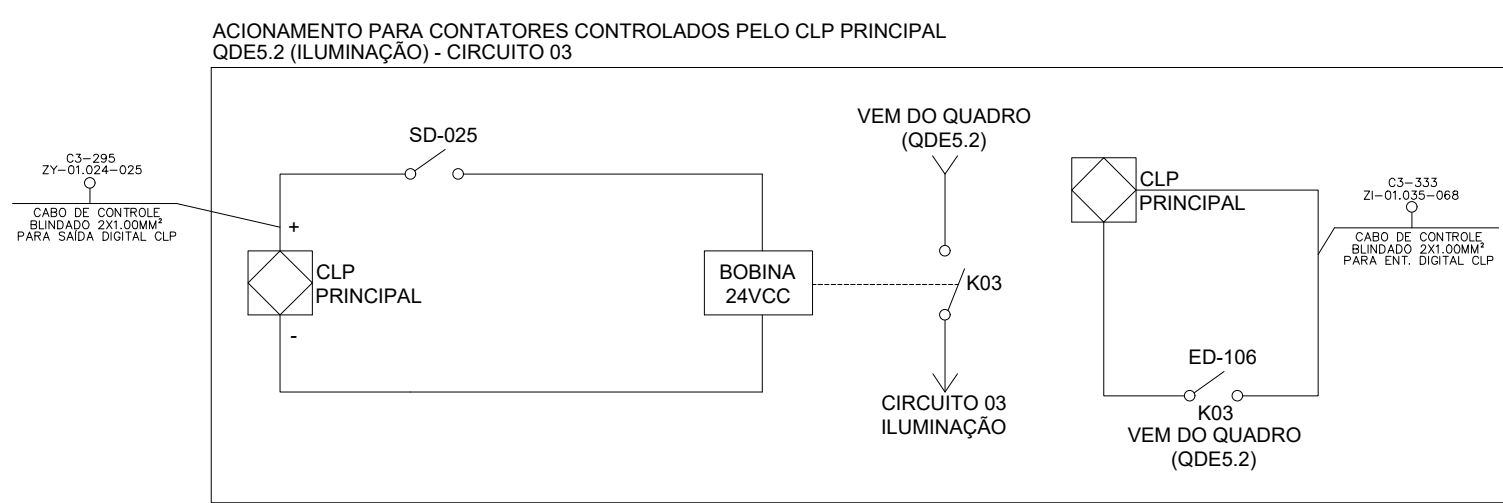 ACIONAMENTO PARA CONTATORES CONTROLADOS PELO CLP PRINCIPAL
QDE5.2 (ILUMINAÇÃO) - CIRCUITO 03
C3-295
ZY-01.024-025
CABO DE CONTROLE
BLINDADO 2X1.00MM²
PARA SAÍDA DIGITAL CLP
SD-025
+
CLP
PRINCIPAL
-
BOBINA
24VCC
VEM DO QUADRO
(QDE5.2)
K03
CIRCUITO 03
ILUMINAÇÃO
CLP
PRINCIPAL
ED-106
K03
VEM DO QUADRO
(QDE5.2)
C3-333
ZI-01.035-068
CABO DE CONTROLE
BLINDADO 2X1.00MM²
PARA ENT. DIGITAL CLP